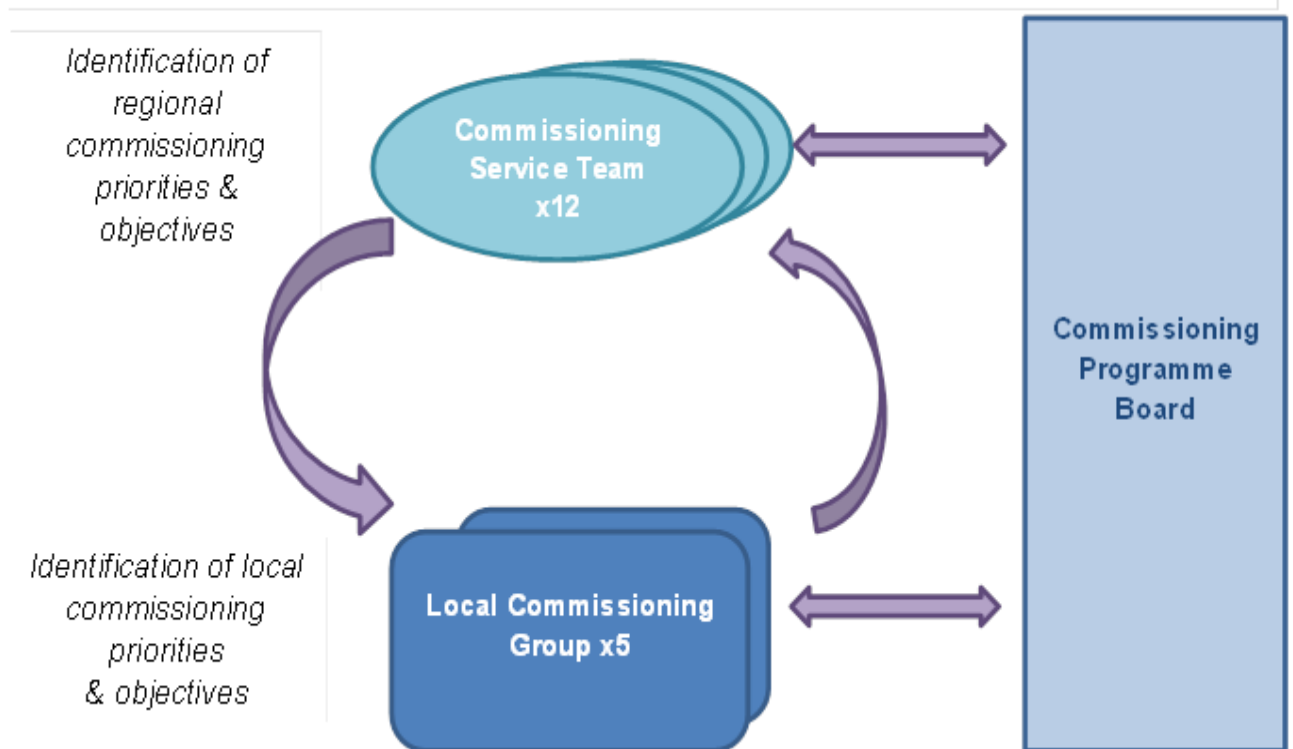 Identification of
regional
commissioning
priorities &
objectives
Commissioning
Service Team
x12
Commissioning
Programme
Board
Identification of local
commissioning
priorities
& objectives
Local Commissioning
Group x5